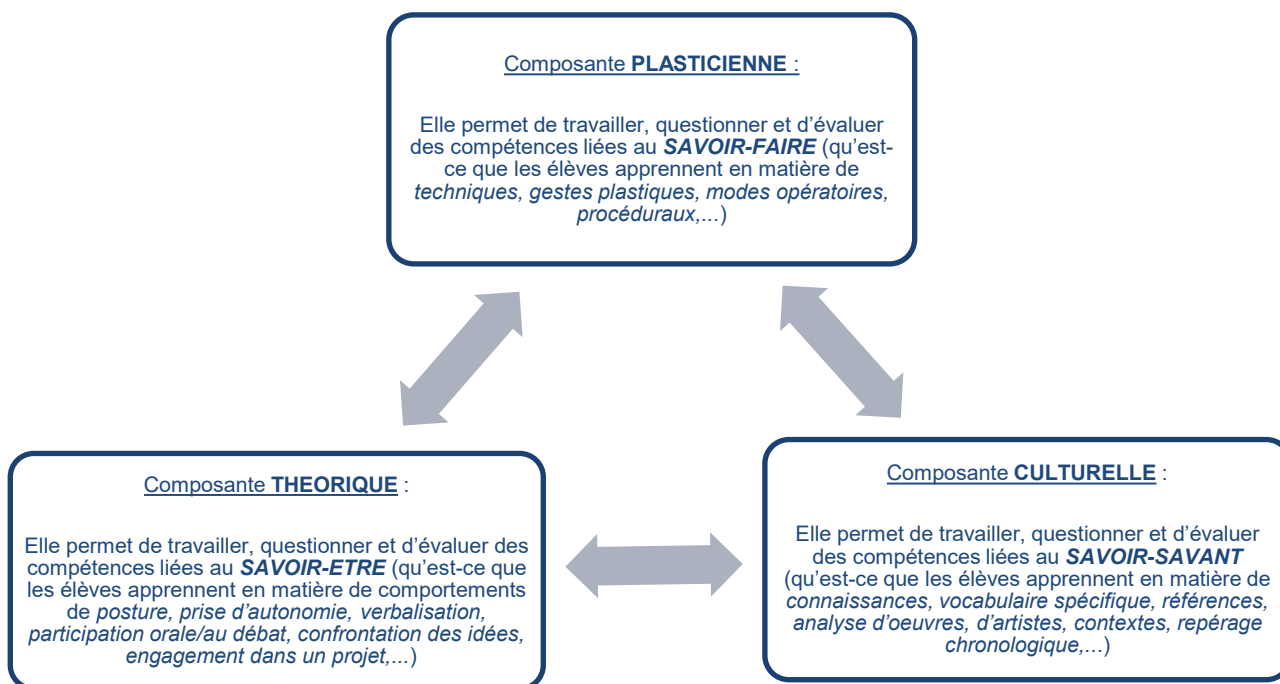 Composante PLASTICIENNE :
Elle permet de travailler, questionner et d'évaluer
des compétences liées au SAVOIR-FAIRE (qu'est-
ce que les élèves apprennent en matière de
techniques, gestes plastiques, modes opératoires,
procéduraux,...)
Composante THEORIQUE :
Elle permet de travailler, questionner et d'évaluer des
compétences liées au SAVOIR-ETRE (qu'est-ce que
les élèves apprennent en matière de comportements
de posture, prise d'autonomie, verbalisation,
participation orale/au débat, confrontation des idées,
engagement dans un projet,...)
Composante CULTURELLE :
Elle permet de travailler, questionner et d'évaluer
des compétences liées au SAVOIR-SAVANT
(qu'est-ce que les élèves apprennent en matière de
connaissances, vocabulaire spécifique, références,
analyse d'oeuvres, d'artistes, contextes, repérage
chronologique,...)